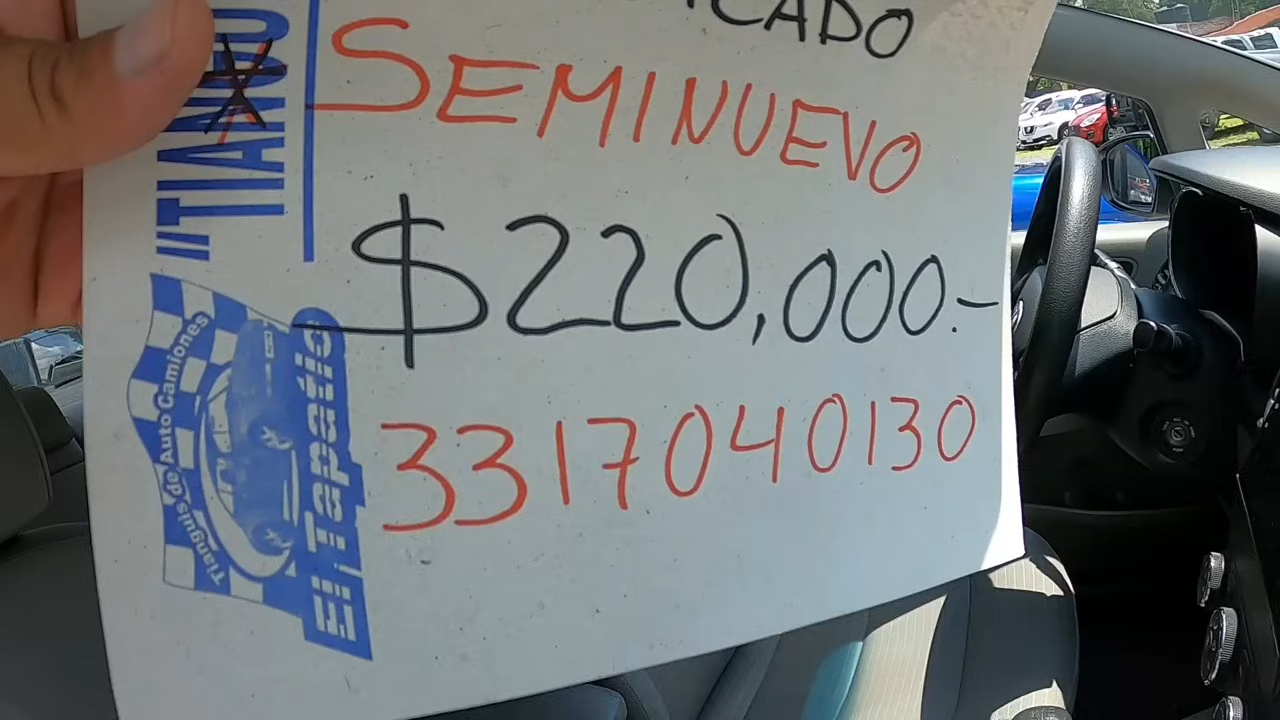 SEMINUEVO
$220,000.-
3317040130
Tianguis de Auto Camiones
El Tapatío